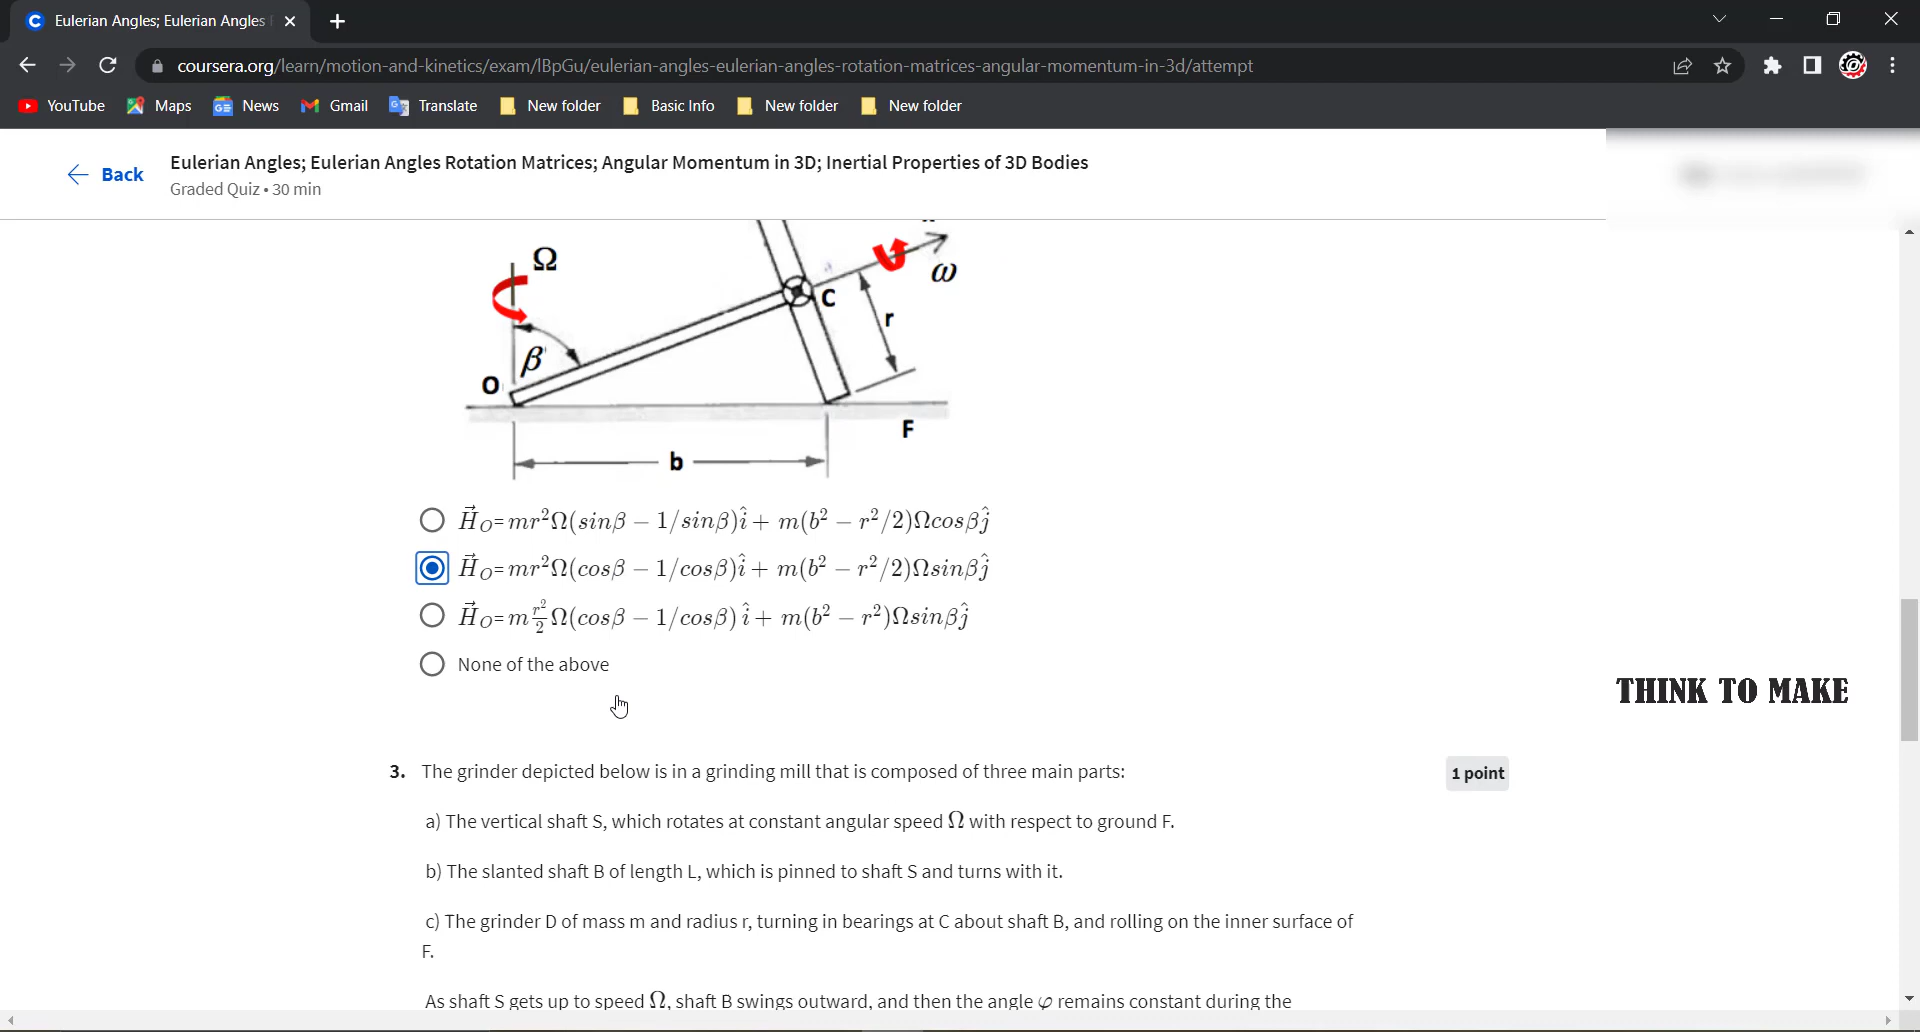 Eulerian Angles; Eulerian Angles
coursera.org/learn/motion-and-kinetics/exam/lBpGu/eulerian-angles-eulerian-angles-rotation-matrices-angular-momentum-in-3d/attempt
YouTube Maps News Gmail Translate New folder Basic Info New folder New folder
Back
Eulerian Angles; Eulerian Angles Rotation Matrices; Angular Momentum in 3D; Inertial Properties of 3D Bodies
Graded Quiz • 30 min
Ω
ω
C
r
β
O
F
b
H⃗_O=mr²Ω(sinβ − 1/sinβ)î + m(b² − r²/2)Ωcosβĵ
H⃗_O=mr²Ω(cosβ − 1/cosβ)î + m(b² − r²/2)Ωsinβĵ
H⃗_O=m r²/2 Ω(cosβ − 1/cosβ) î + m(b² − r²)Ωsinβĵ
None of the above
THINK TO MAKE
3. The grinder depicted below is in a grinding mill that is composed of three main parts:
1 point
a) The vertical shaft S, which rotates at constant angular speed Ω with respect to ground F.
b) The slanted shaft B of length L, which is pinned to shaft S and turns with it.
c) The grinder D of mass m and radius r, turning in bearings at C about shaft B, and rolling on the inner surface of
F.
As shaft S gets up to speed Ω, shaft B swings outward, and then the angle φ remains constant during the